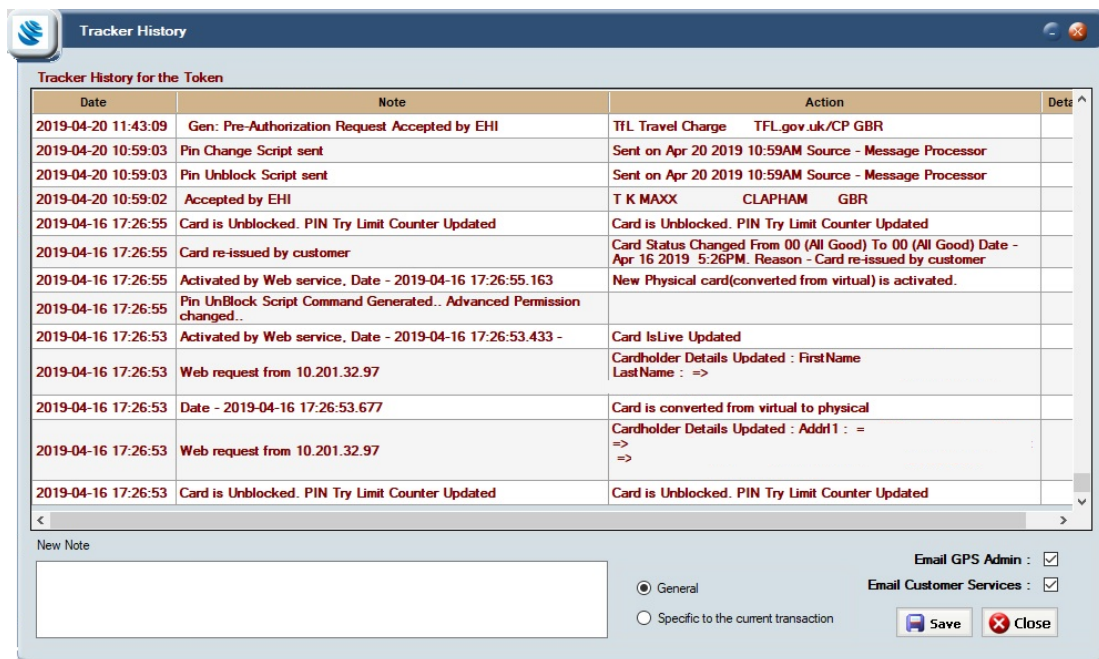 Tracker History
Tracker History for the Token
Date Note Action Deta
2019-04-20 11:43:09 Gen: Pre-Authorization Request Accepted by EHI TfL Travel Charge TFL.gov.uk/CP GBR
2019-04-20 10:59:03 Pin Change Script sent Sent on Apr 20 2019 10:59AM Source - Message Processor
2019-04-20 10:59:03 Pin Unblock Script sent Sent on Apr 20 2019 10:59AM Source - Message Processor
2019-04-20 10:59:02 Accepted by EHI T K MAXX CLAPHAM GBR
2019-04-16 17:26:55 Card is Unblocked. PIN Try Limit Counter Updated Card is Unblocked. PIN Try Limit Counter Updated
2019-04-16 17:26:55 Card re-issued by customer Card Status Changed From 00 (All Good) To 00 (All Good) Date -
Apr 16 2019 5:26PM. Reason - Card re-issued by customer
2019-04-16 17:26:55 Activated by Web service, Date - 2019-04-16 17:26:55.163 New Physical card(converted from virtual) is activated.
2019-04-16 17:26:55 Pin UnBlock Script Command Generated.. Advanced Permission
changed..
2019-04-16 17:26:53 Activated by Web service, Date - 2019-04-16 17:26:53.433 - Card IsLive Updated
2019-04-16 17:26:53 Web request from 10.201.32.97 Cardholder Details Updated : FirstName
LastName : =>
2019-04-16 17:26:53 Date - 2019-04-16 17:26:53.677 Card is converted from virtual to physical
2019-04-16 17:26:53 Web request from 10.201.32.97 Cardholder Details Updated : Addrl1 : =
=>
=>
2019-04-16 17:26:53 Card is Unblocked. PIN Try Limit Counter Updated Card is Unblocked. PIN Try Limit Counter Updated
New Note
Email GPS Admin :
General
Email Customer Services :
Specific to the current transaction
Save Close